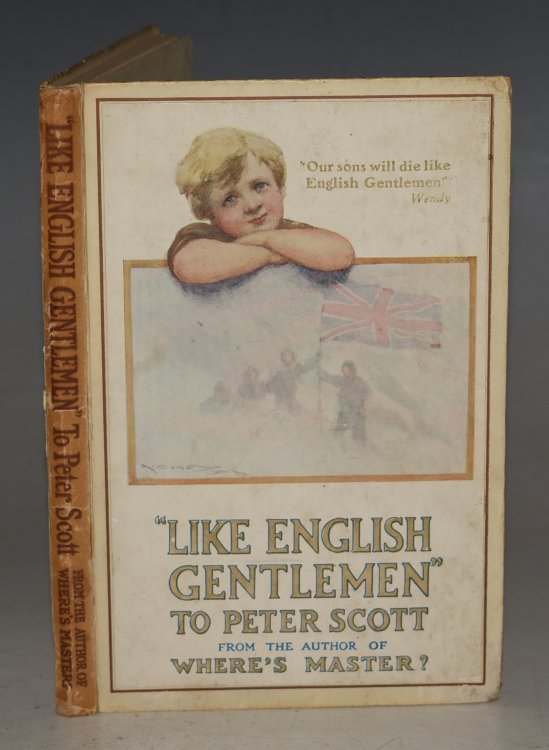 "LIKE ENGLISH GENTLEMEN" To Peter Scott
FROM THE AUTHOR OF
WHERE'S MASTER?
"Our sons will die like
English Gentlemen"
Wendy
"LIKE ENGLISH
GENTLEMEN"
TO PETER SCOTT
FROM THE AUTHOR OF
WHERE'S MASTER?